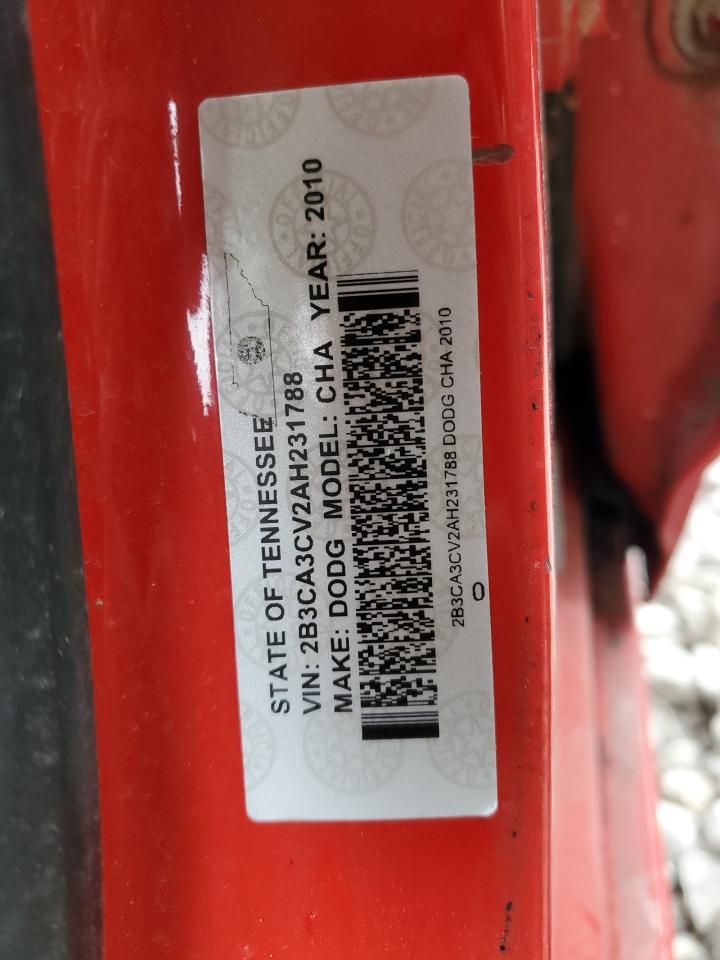 STATE OF TENNESSEE
VIN: 2B3CA3CV2AH231788
MAKE: DODG MODEL: CHA YEAR: 2010
2B3CA3CV2AH231788 DODG CHA 2010
0